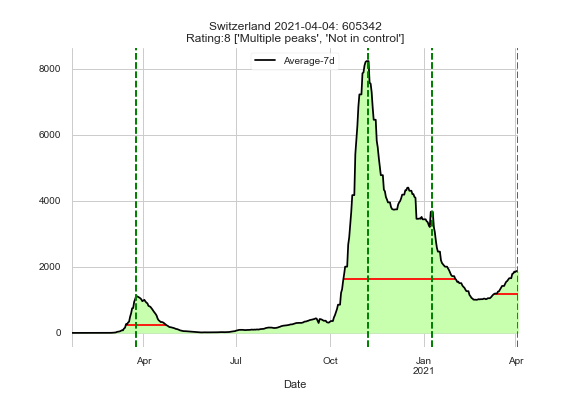 Switzerland 2021-04-04: 605342
Rating:8 ['Multiple peaks', 'Not in control']
Average-7d
8000
6000
4000
2000
0
Apr Jul Oct Jan Apr
2021
Date